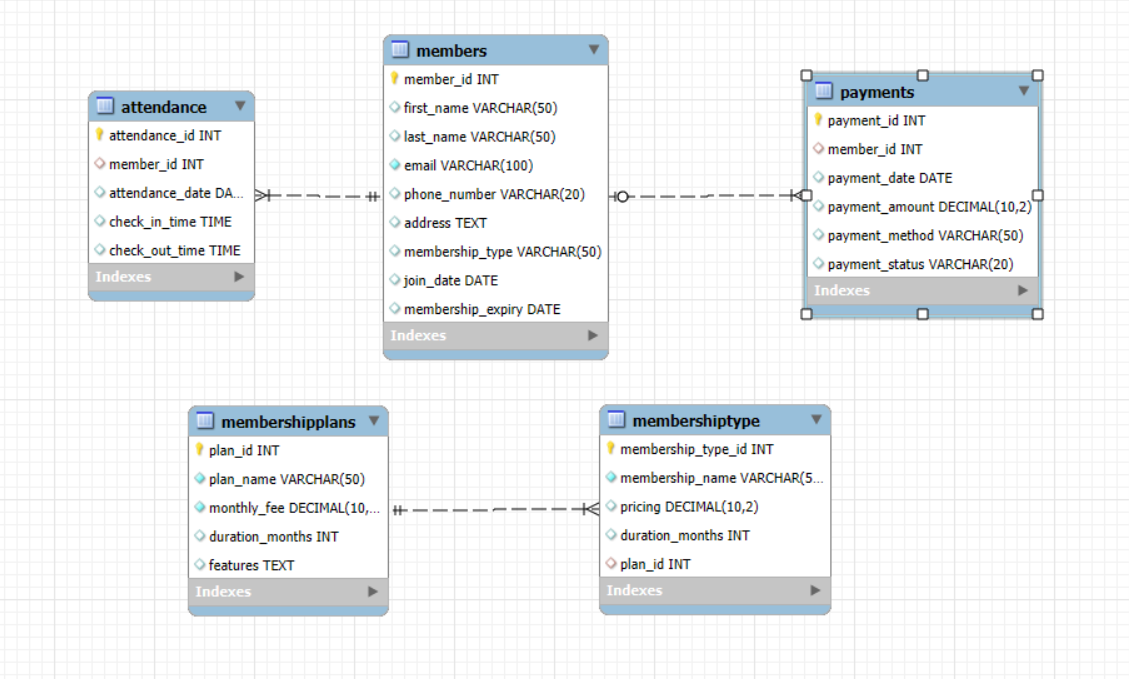 members
member_id INT
first_name VARCHAR(50)
last_name VARCHAR(50)
email VARCHAR(100)
phone_number VARCHAR(20)
address TEXT
membership_type VARCHAR(50)
join_date DATE
membership_expiry DATE
Indexes
attendance
attendance_id INT
member_id INT
attendance_date DA...
check_in_time TIME
check_out_time TIME
Indexes
payments
payment_id INT
member_id INT
payment_date DATE
payment_amount DECIMAL(10,2)
payment_method VARCHAR(50)
payment_status VARCHAR(20)
Indexes
membershipplans
plan_id INT
plan_name VARCHAR(50)
monthly_fee DECIMAL(10,...
duration_months INT
features TEXT
Indexes
membershiptype
membership_type_id INT
membership_name VARCHAR(5...
pricing DECIMAL(10,2)
duration_months INT
plan_id INT
Indexes